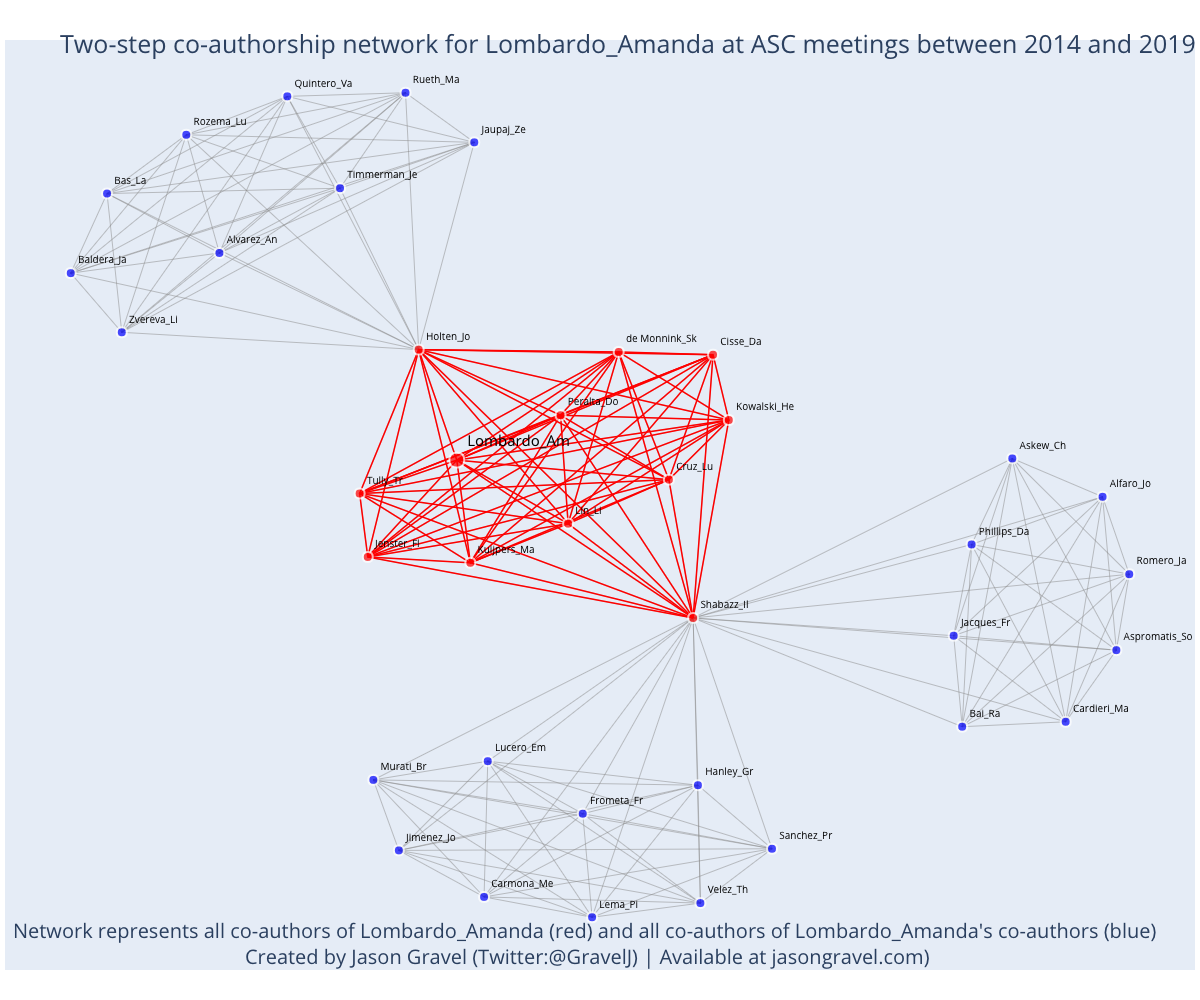 Two-step co-authorship network for Lombardo_Amanda at ASC meetings between 2014 and 2019
Rueth_Ma
Quintero_Va
Rozema_Lu
Jaupaj_Ze
Timmerman_Je
Bas_La
Alvarez_An
Baldera_Ja
Zvereva_Li
Holten_Jo
de Monnink_Sk
Cisse_Da
Peralta_Do
Kowalski_He
Lombardo_Am
Askew_Ch
Cruz_Lu
Tully_Tr
Alfaro_Jo
Lin_Li
Phillips_Da
Jonster_Fi
Kuijpers_Ma
Romero_Ja
Shabazz_Il
Jacques_Fr
Aspromatis_So
Cardieri_Ma
Bai_Ra
Lucero_Em
Murati_Br
Hanley_Gr
Frometa_Fr
Jimenez_Jo
Sanchez_Pr
Carmona_Me
Velez_Th
Lema_Pi
Network represents all co-authors of Lombardo_Amanda (red) and all co-authors of Lombardo_Amanda's co-authors (blue)
Created by Jason Gravel (Twitter:@GravelJ) | Available at jasongravel.com)